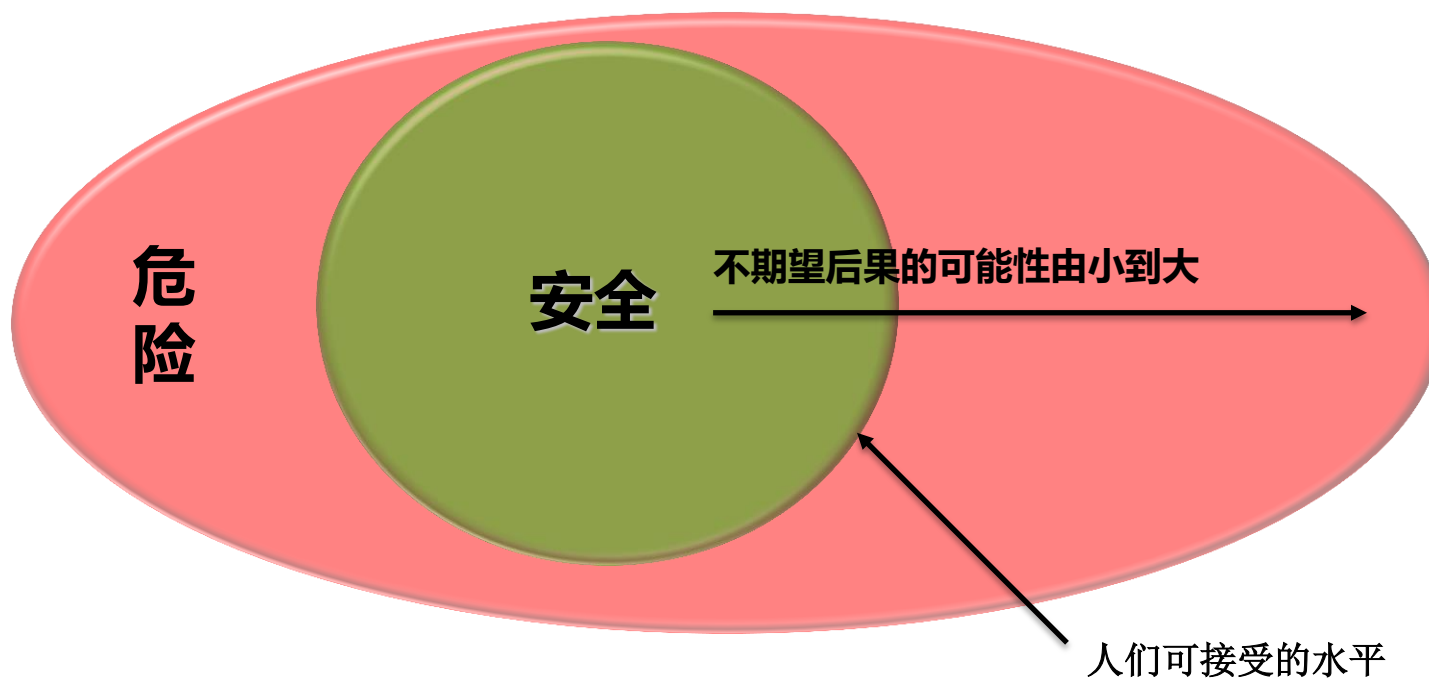 危
险
安全
不期望后果的可能性由小到大
人们可接受的水平